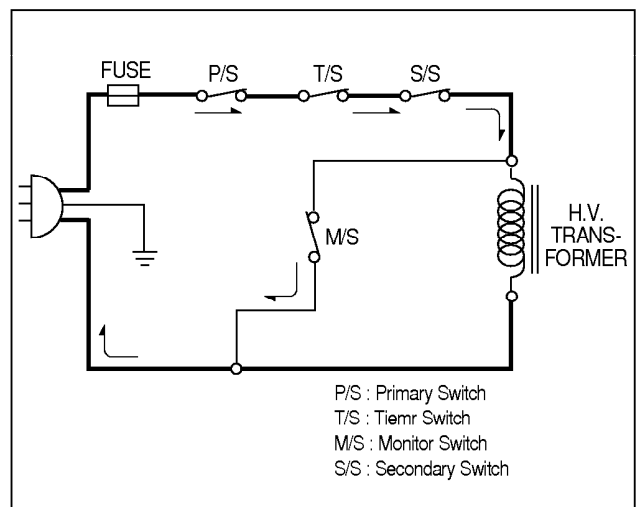 FUSE
P/S
T/S
S/S
M/S
H.V.
TRANS-
FORMER
P/S : Primary Switch
T/S : Tiemr Switch
M/S : Monitor Switch
S/S : Secondary Switch